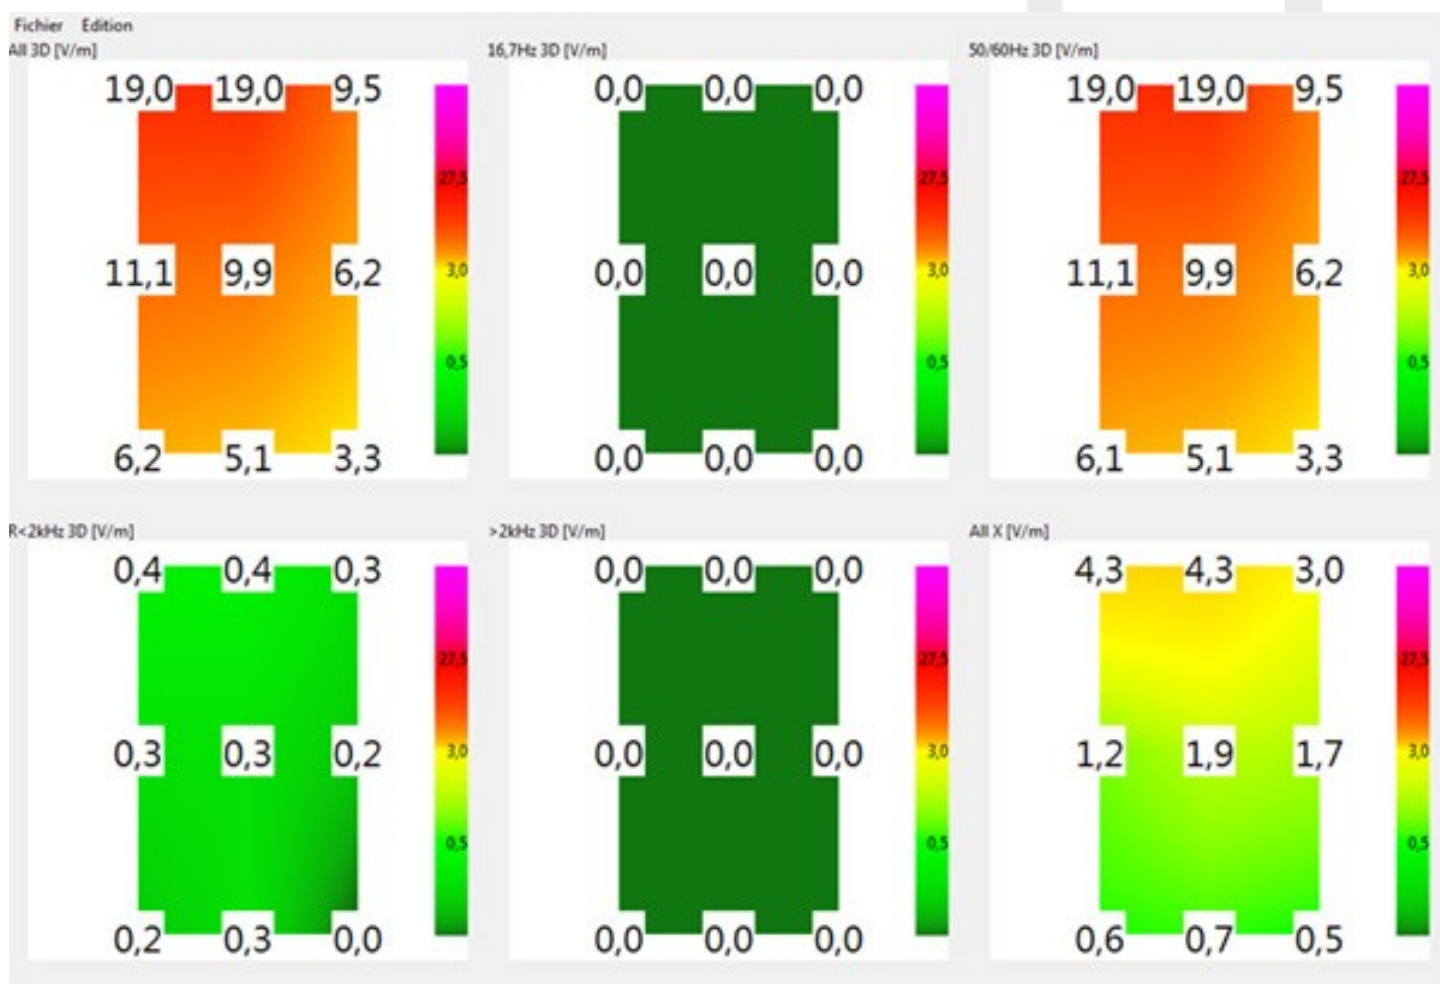 Fichier Edition
All 3D [V/m] 16,7Hz 3D [V/m] 50/60Hz 3D [V/m]
19,0 19,0 9,5 0,0 0,0 0,0 19,0 19,0 9,5
27,5 27,5 27,5
11,1 9,9 6,2 3,0 0,0 0,0 0,0 3,0 11,1 9,9 6,2 3,0
0,5 0,5 0,5
6,2 5,1 3,3 0,0 0,0 0,0 6,1 5,1 3,3
R<2kHz 3D [V/m] >2kHz 3D [V/m] All X [V/m]
0,4 0,4 0,3 0,0 0,0 0,0 4,3 4,3 3,0
27,5 27,5 27,5
0,3 0,3 0,2 3,0 0,0 0,0 0,0 3,0 1,2 1,9 1,7 3,0
0,5 0,5 0,5
0,2 0,3 0,0 0,0 0,0 0,0 0,6 0,7 0,5